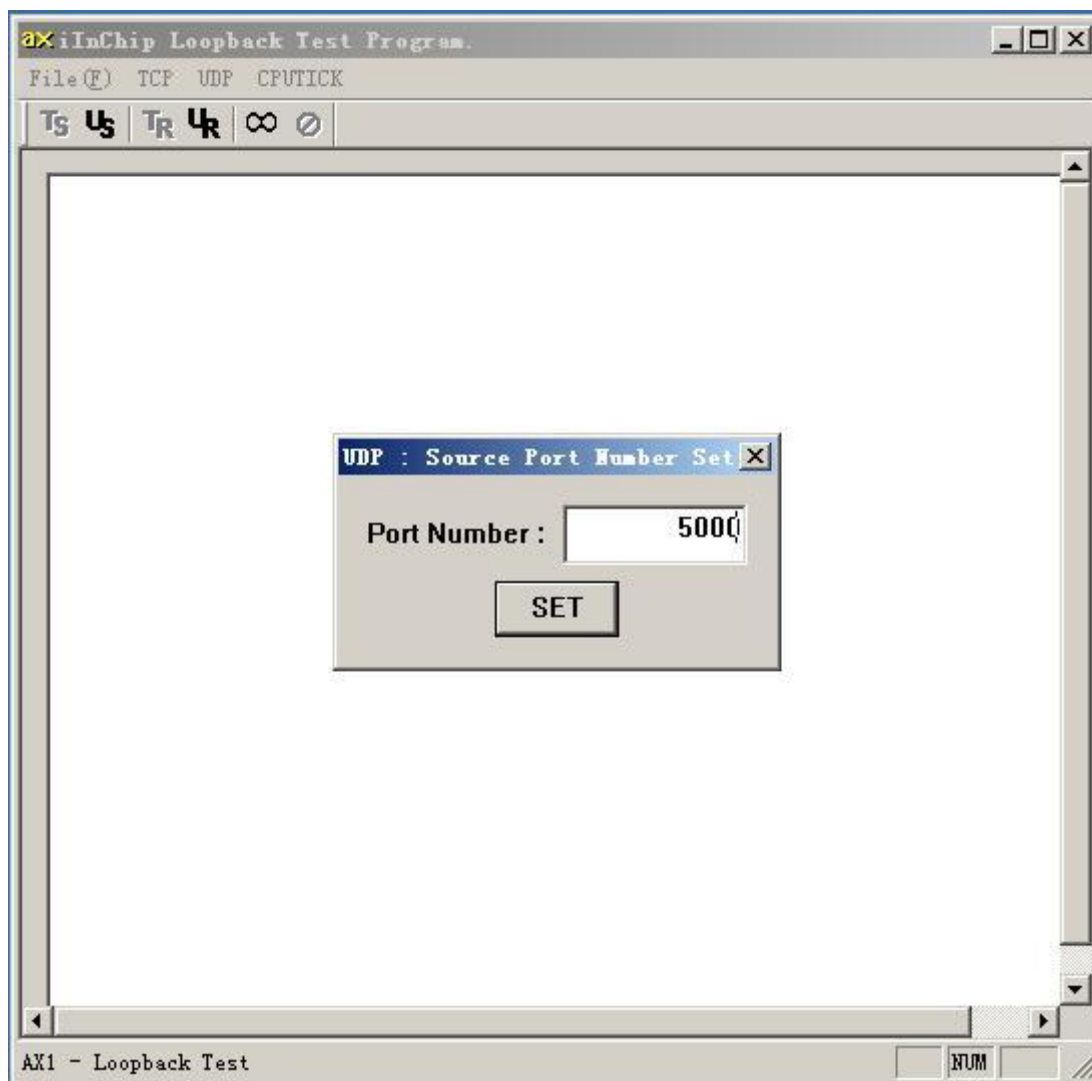 ax iInChip Loopback Test Program.
File(F) TCP UDP CPUTICK
TS US TR UR
UDP : Source Port Number Set
Port Number : 5000
SET
AX1 - Loopback Test NUM